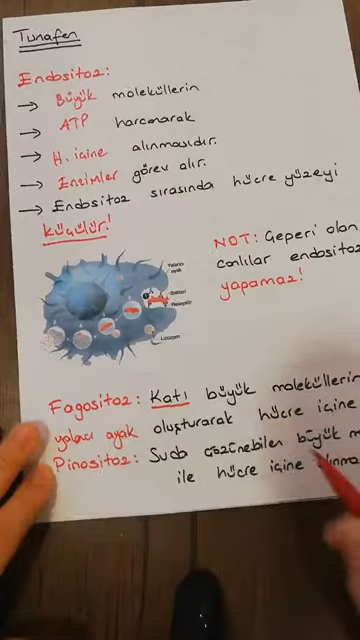 Tunafen
Endositoz:
→ Büyük moleküllerin
→ ATP harcanarak
→ H. içine alınmasıdır.
→ Enzimler görev alır.
→ Endositoz sırasında hücre yüzeyi
küçülür!
NOT: Çeperi olan
canlılar endositoz
yapamaz!
Yalancı
ayak
Bakteri
Reseptör
Lizozom
Fagositoz: Katı büyük moleküllerin
yalancı ayak oluşturarak hücre içine
Pinositoz: Suda çözünebilen büyük
ile hücre içine